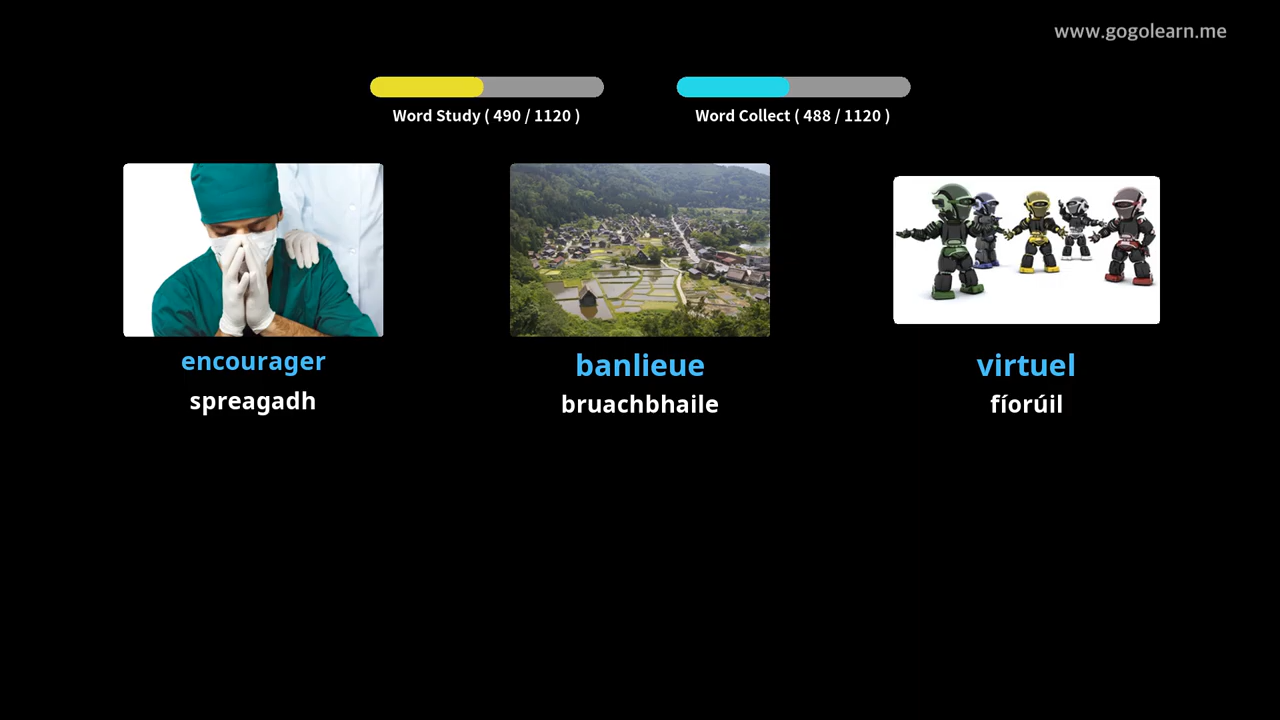 www.gogolearn.me
Word Study ( 490 / 1120 )
Word Collect ( 488 / 1120 )
encourager
spreagadh
banlieue
bruachbhaile
virtuel
fíorúil